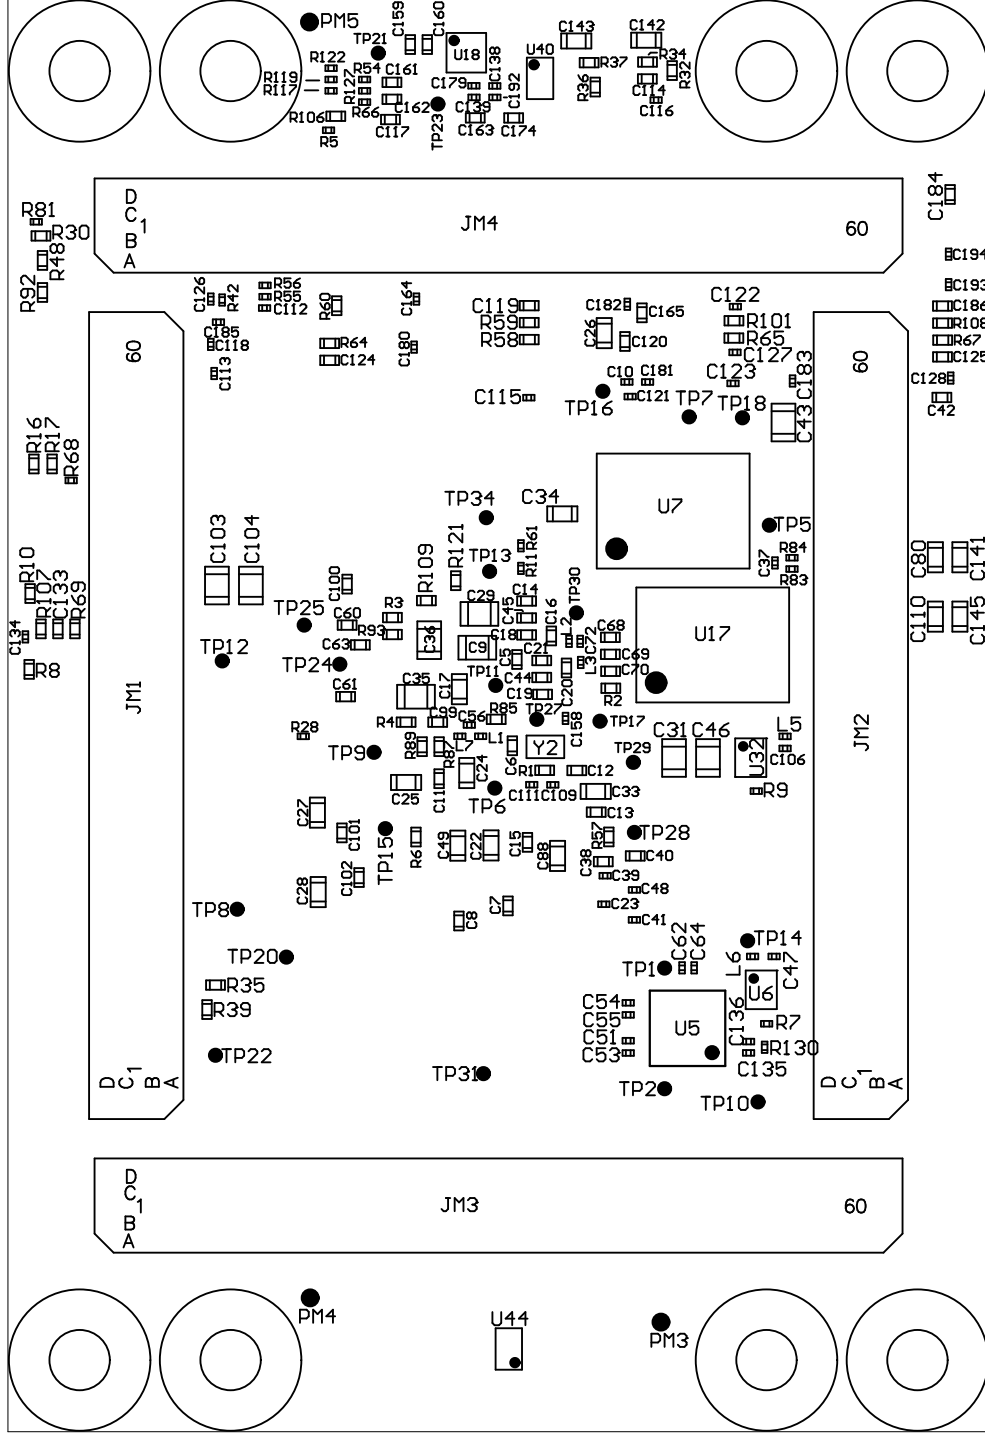 C159
C160
PM5
TP21
U18
U40
C143
C142
R122
R54
C161
C138
R37
R34
R119
R127
C179
R36
R32
R117
C192
C114
R66
C162
C139
C116
R106
C117
TP23
C163
C174
R5
C184
R81
R30
D
C
1
B
A
JM4
60
R48
R92
C194
C193
C126
R42
R56
R55
C112
R60
C164
C119
C182
C165
C122
C186
C185
R59
C26
R101
R108
C118
R64
C180
R58
C120
R65
R67
60
C124
C127
C125
60
C113
C10
C181
C123
C183
C128
C115
C121
TP16
TP7
TP18
C43
C42
R16
R17
R68
TP34
C34
U7
TP5
C103
C104
R121
R61
R84
C37
R83
C80
C141
R109
TP13
R11
R10
C100
TP30
R107
C133
R69
R3
C29
C45
C14
C110
C145
TP25
C60
C16
L2
C68
C134
R93
C36
C18
C72
U17
C63
C9
C69
TP12
TP24
C5
C21
L3
C70
R8
TP11
C44
C20
JM1
C61
C35
C17
C19
R2
R85
TP27
R4
C99
C56
C158
TP17
JM2
R28
L7
L1
C31
C46
L5
TP9
R89
R87
C6
Y2
TP29
U32
C106
C24
R1
C12
C25
C11
TP6
C111
C109
C33
R9
C27
C13
C101
TP15
R6
C49
C22
C15
C88
R57
TP28
C38
C40
C28
C102
C39
C48
TP8
C7
C23
C8
C41
TP20
C62
C64
TP14
TP1
L6
C47
R35
U6
R39
C54
C55
U5
C136
R7
C51
C53
R130
TP22
C135
TP31
TP2
TP10
D
C
1
B
A
D
C
1
B
A
D
C
1
B
A
JM3
60
PM4
U44
PM3